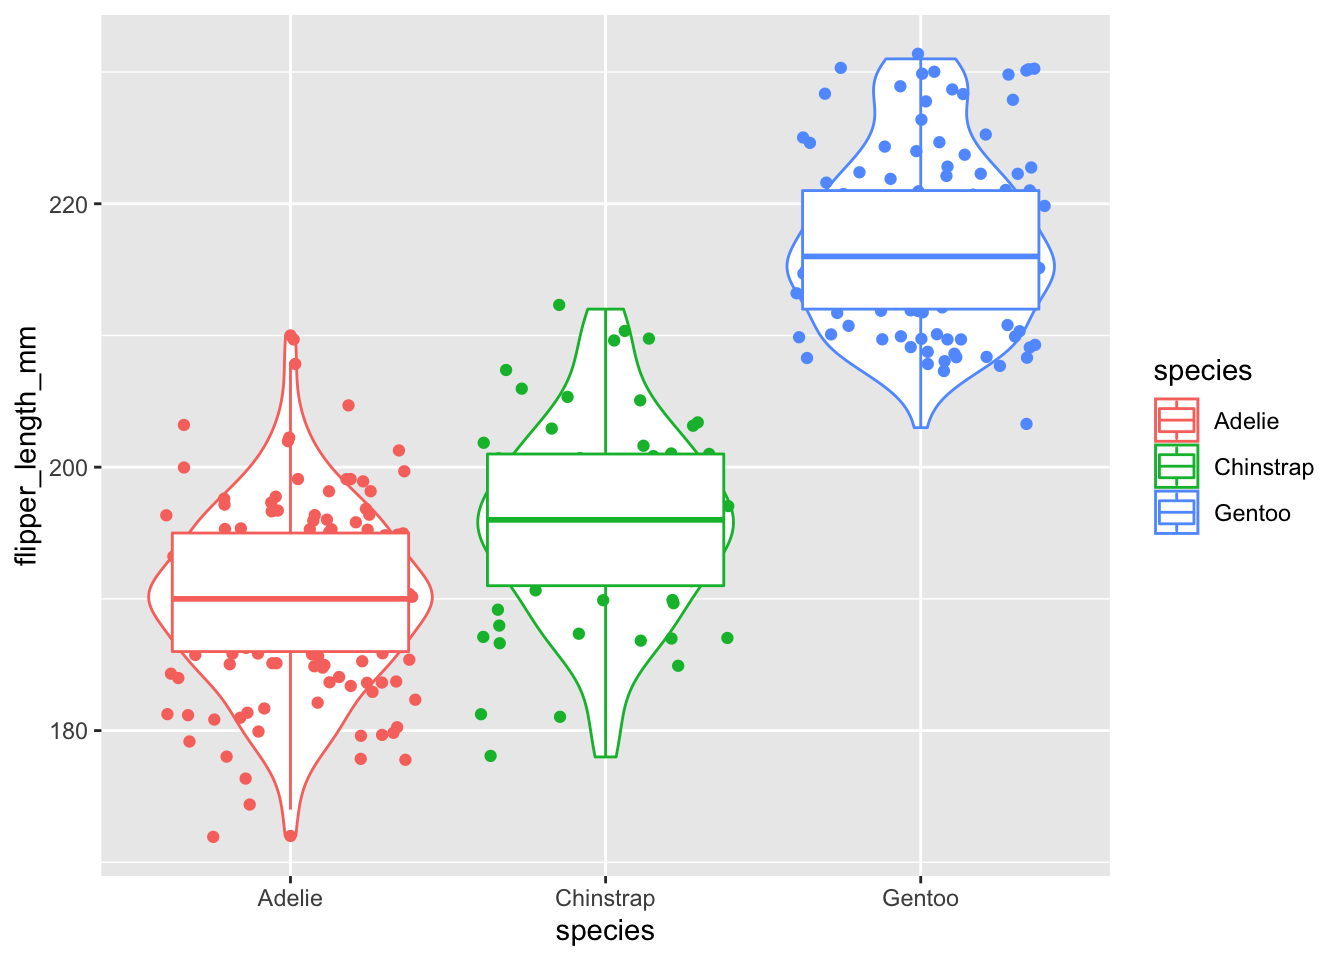 flipper_length_mm
220
200
180
Adelie
Chinstrap
Gentoo
species
species
Adelie
Chinstrap
Gentoo